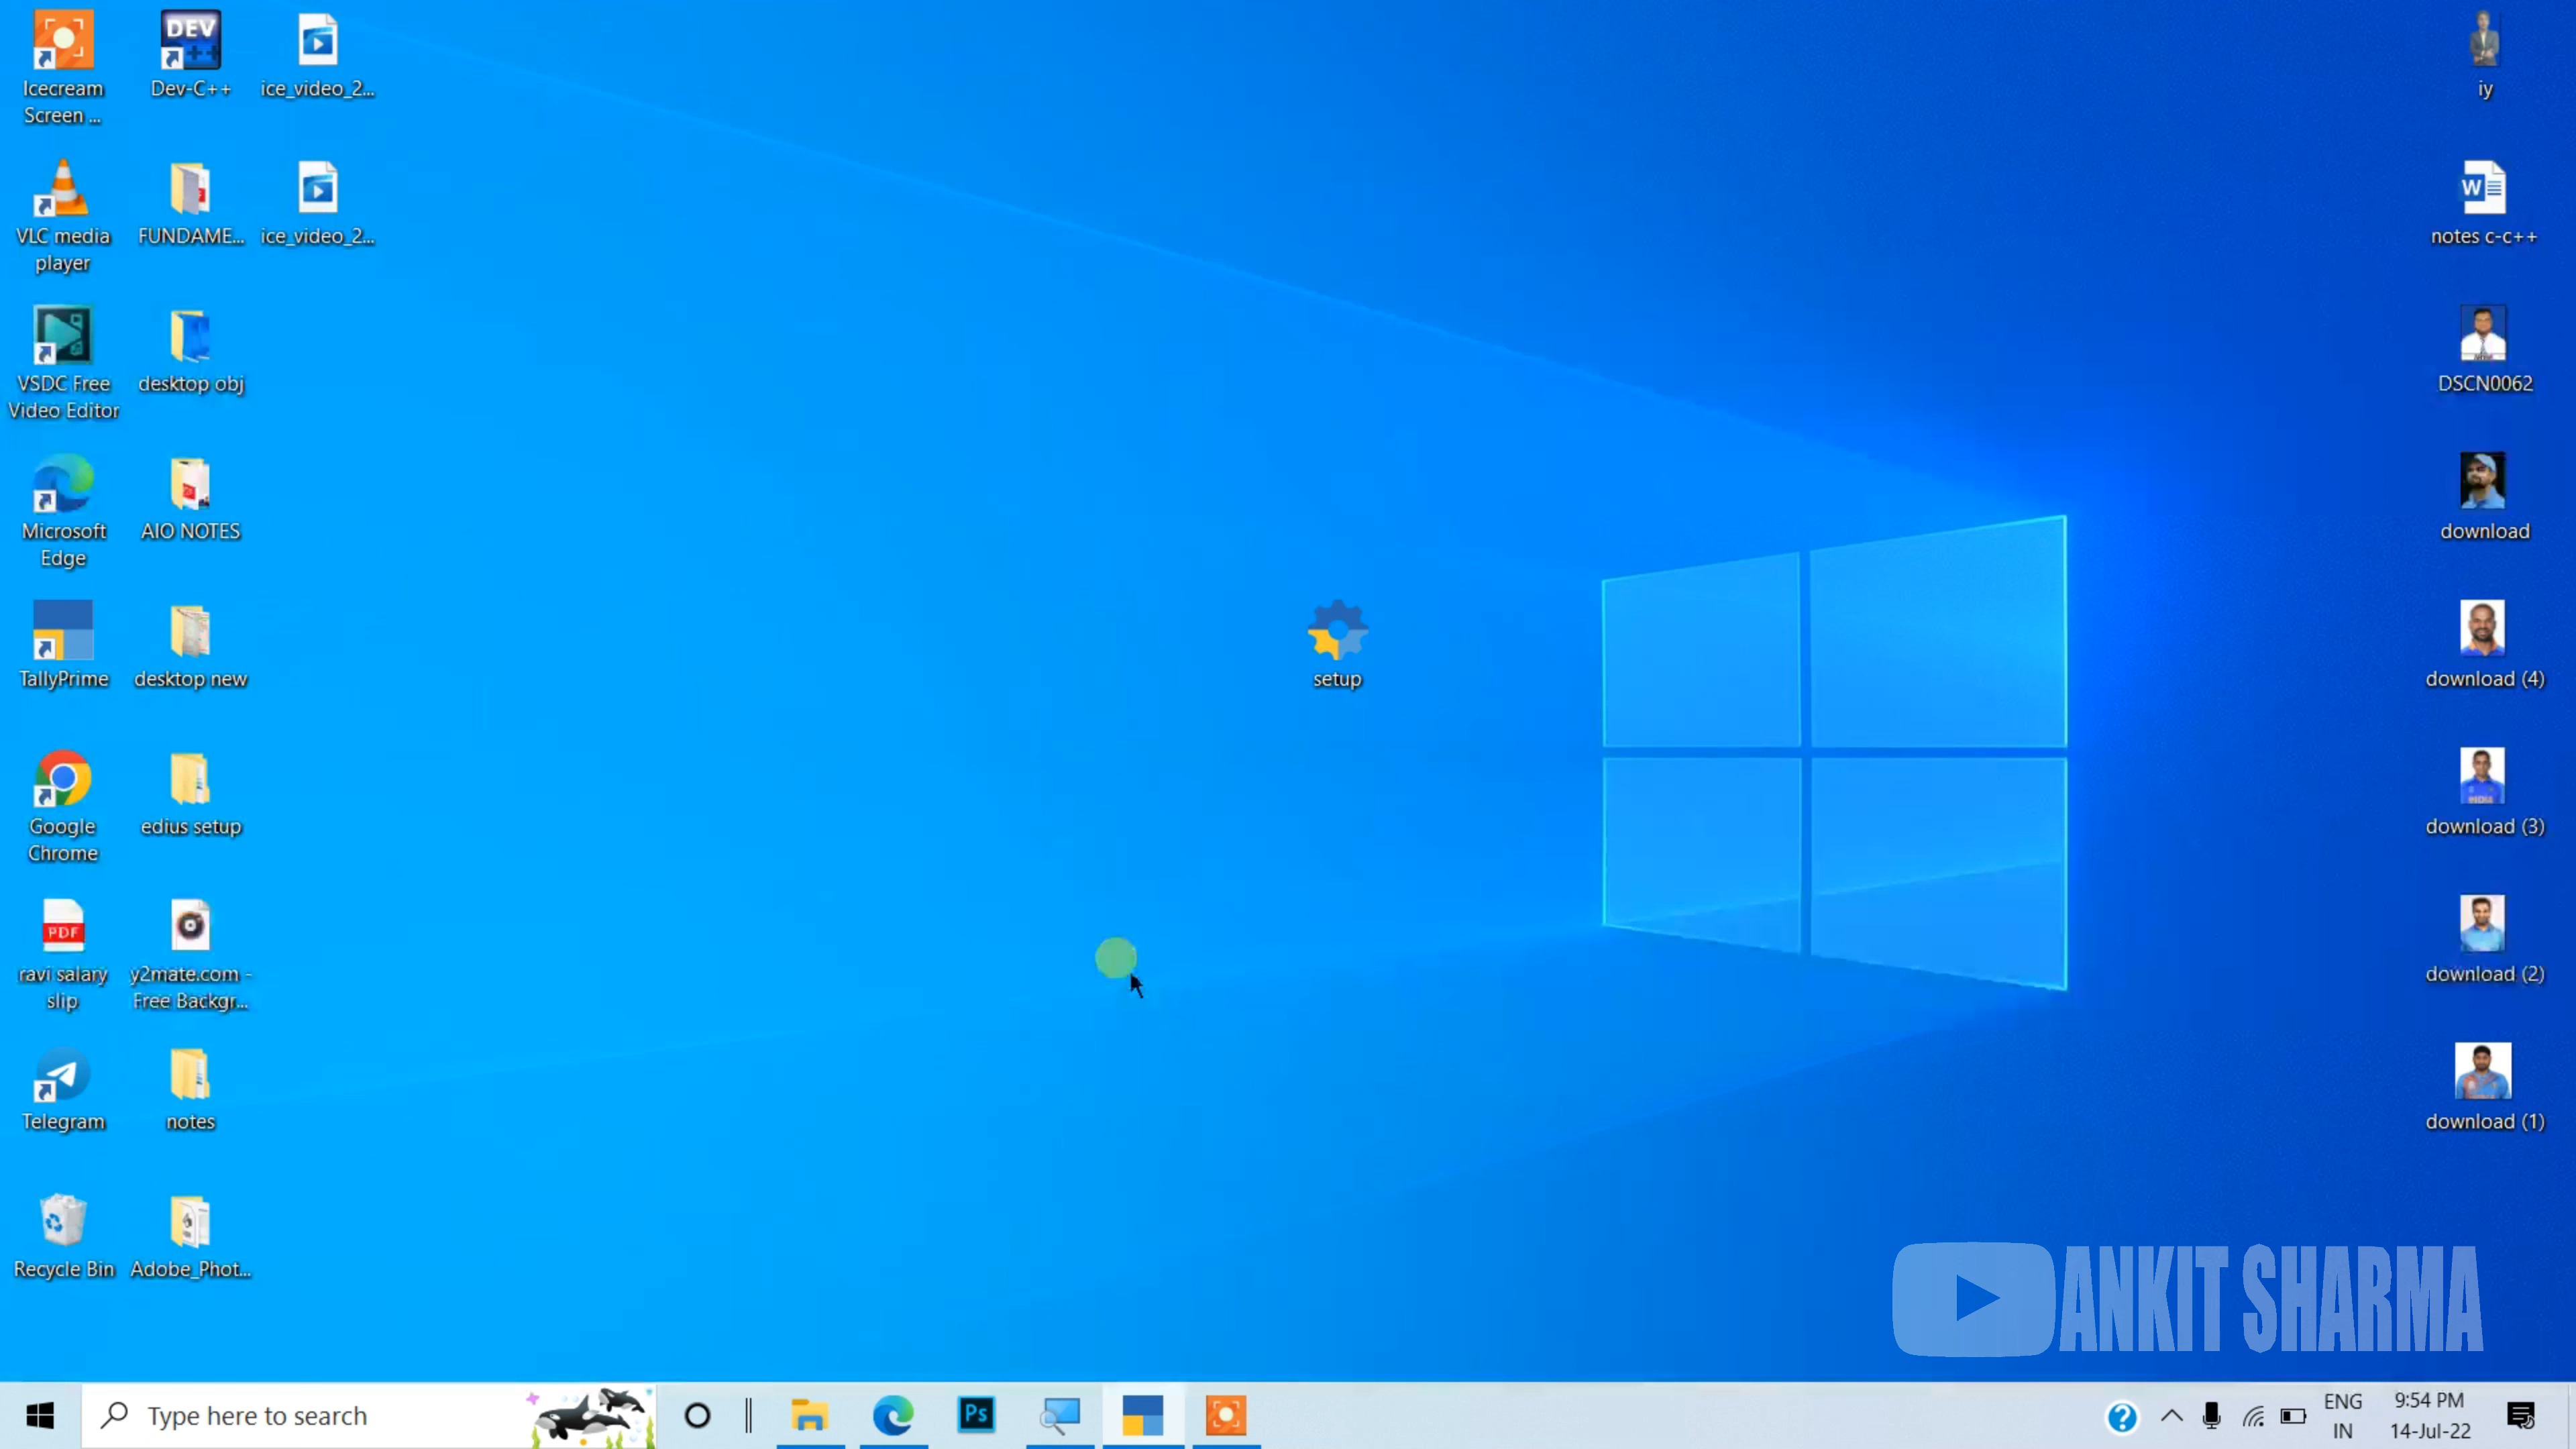 Icecream
Screen ...
Dev-C++
ice_video_2...
iy
VLC media
player
FUNDAME...
ice_video_2...
notes c-c++
VSDC Free
Video Editor
desktop obj
DSCN0062
Microsoft
Edge
AIO NOTES
download
TallyPrime
desktop new
setup
download (4)
Google
Chrome
edius setup
download (3)
ravi salary
slip
y2mate.com -
Free Backgr...
download (2)
Telegram
notes
download (1)
Recycle Bin
Adobe_Phot...
DEV
++
W
PDF
ANKIT SHARMA
Type here to search
Ps
ENG
IN
9:54 PM
14-Jul-22